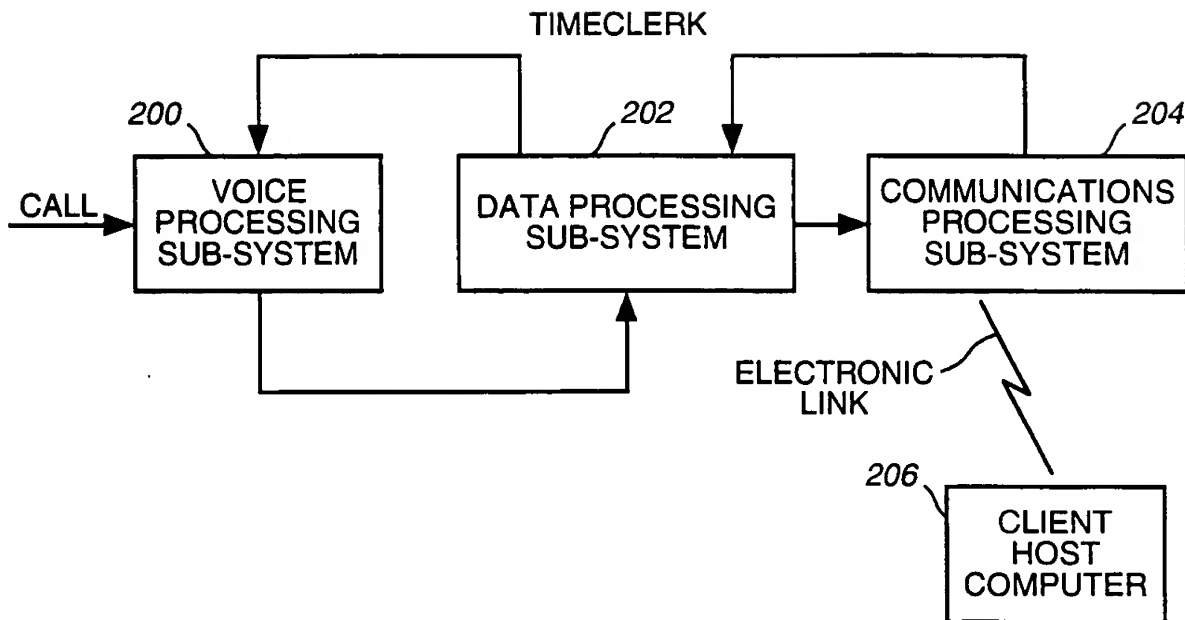 TIMECLERK
200
202
204
CALL
VOICE
PROCESSING
SUB-SYSTEM
DATA PROCESSING
SUB-SYSTEM
COMMUNICATIONS
PROCESSING
SUB-SYSTEM
ELECTRONIC
LINK
206
CLIENT
HOST
COMPUTER